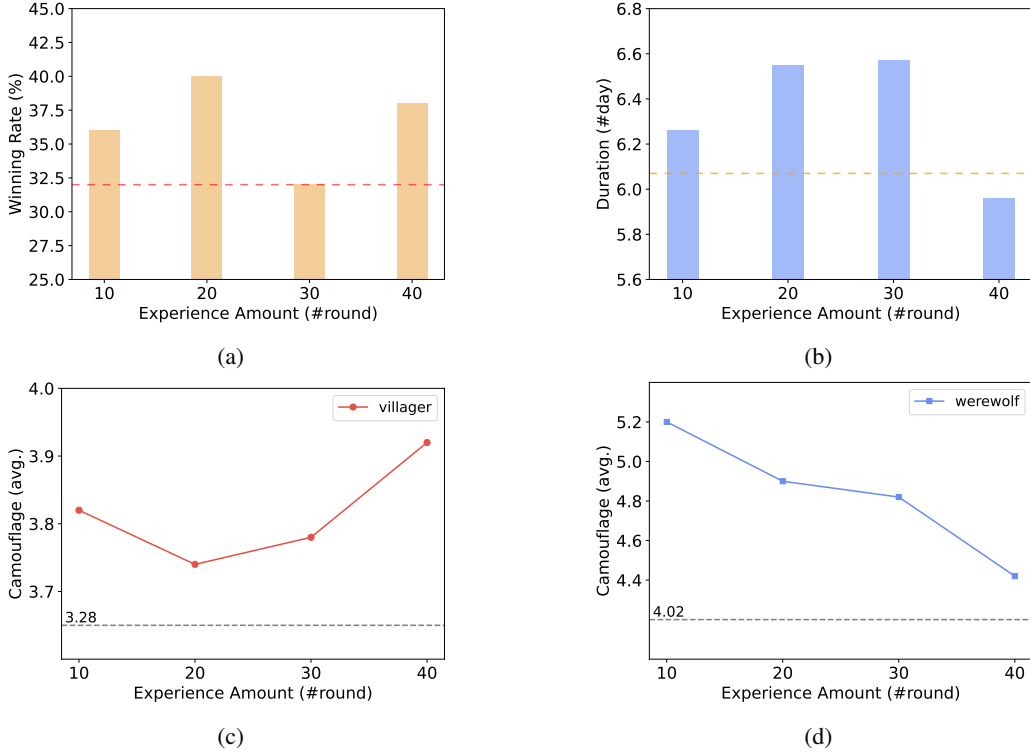 45.0
42.5
40.0
37.5
35.0
32.5
30.0
27.5
25.0
Winning Rate (%)
10 20 30 40
Experience Amount (#round)
(a)
6.8
6.6
6.4
6.2
6.0
5.8
5.6
Duration (#day)
10 20 30 40
Experience Amount (#round)
(b)
4.0
3.9
3.8
3.7
Camouflage (avg.)
villager
3.28
10 20 30 40
Experience Amount (#round)
(c)
5.2
5.0
4.8
4.6
4.4
Camouflage (avg.)
werewolf
4.02
10 20 30 40
Experience Amount (#round)
(d)